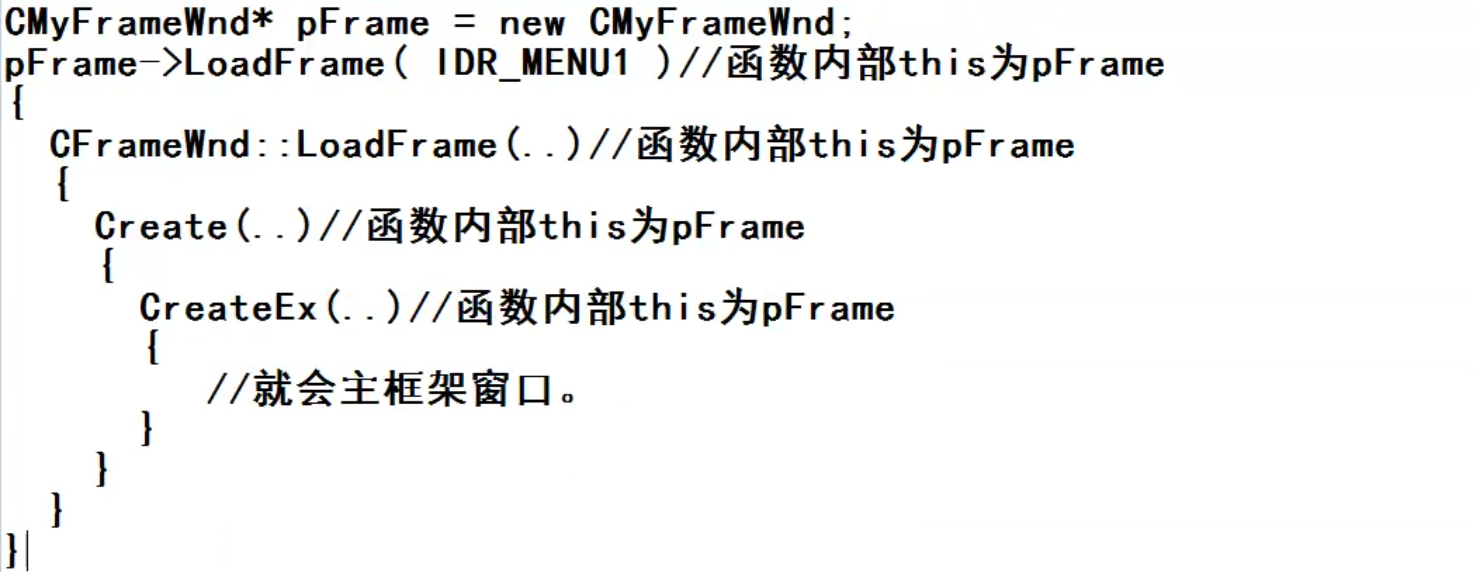 CMyFrameWnd* pFrame = new CMyFrameWnd;
pFrame->LoadFrame( IDR_MENU1 )//函数内部this为pFrame
{
CFrameWnd::LoadFrame(..)//函数内部this为pFrame
{
Create(..)//函数内部this为pFrame
{
CreateEx(..)//函数内部this为pFrame
{
//就会主框架窗口。
}
}
}
}